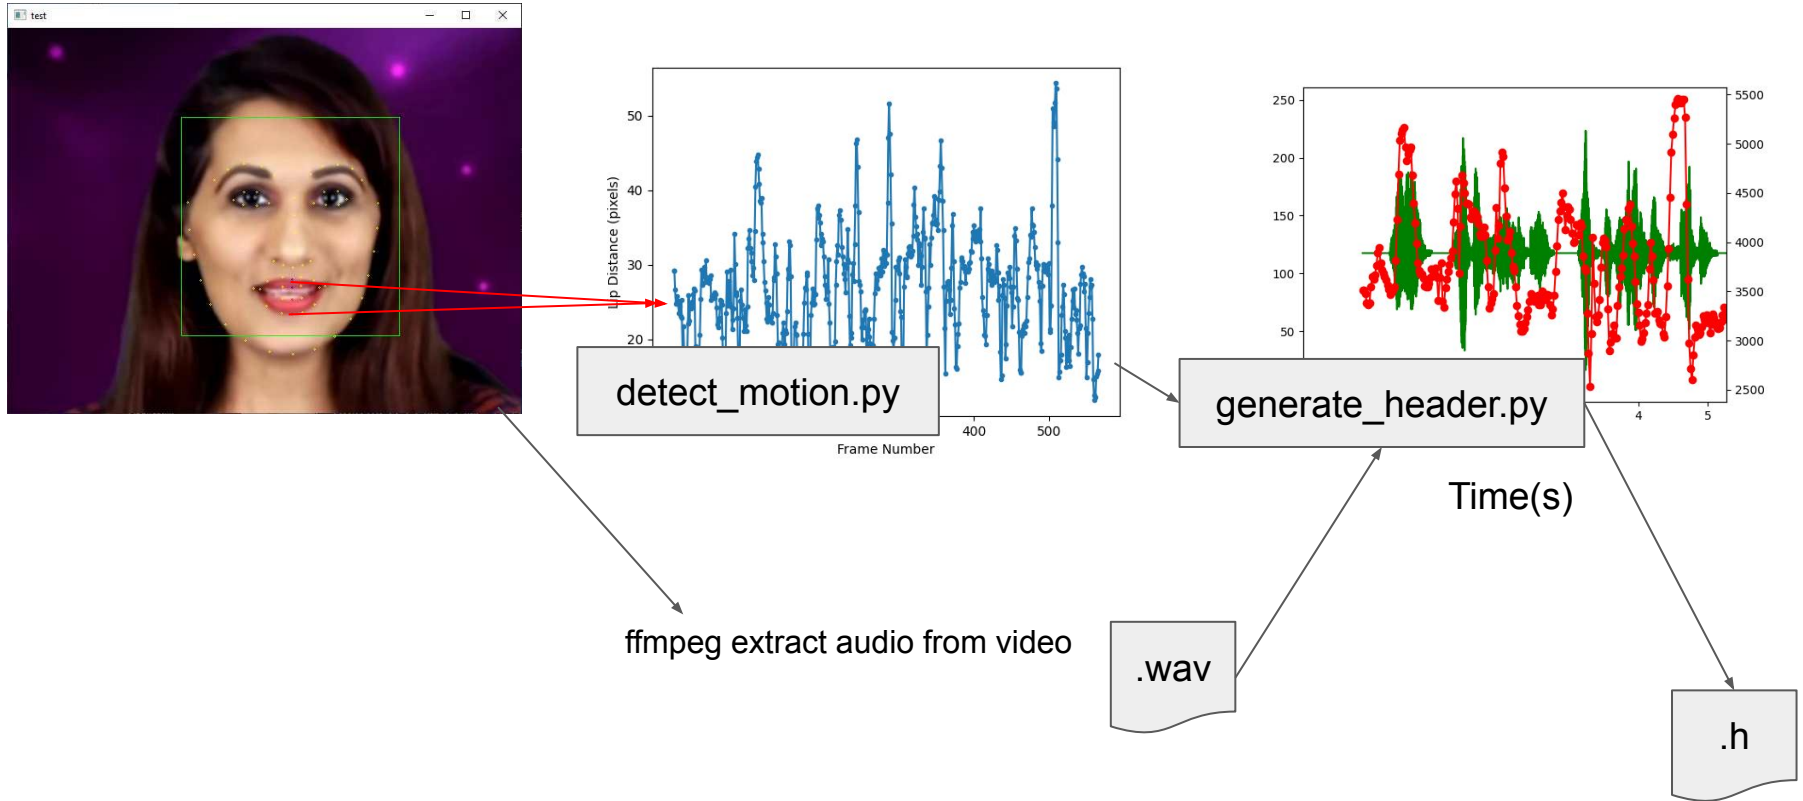 test
50
40
30
20
Lip Distance (pixels)
400
500
Frame Number
detect_motion.py
250
200
150
100
50
5500
5000
4500
4000
3500
3000
2500
4
5
generate_header.py
Time(s)
ffmpeg extract audio from video
.wav
.h